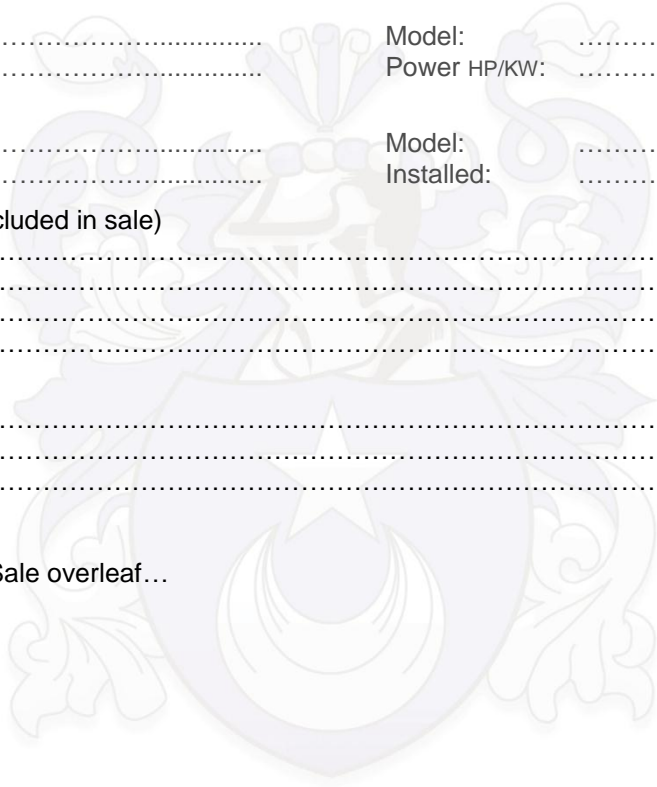 ……………………................ Model: ………
……………………................ Power HP/KW: ………
……………………................ Model: ………
……………………................ Installed: ………
cluded in sale)
……………………………………………………………………
……………………………………………………………………
……………………………………………………………………
……………………………………………………………………
……………………………………………………………………
……………………………………………………………………
……………………………………………………………………
Sale overleaf…